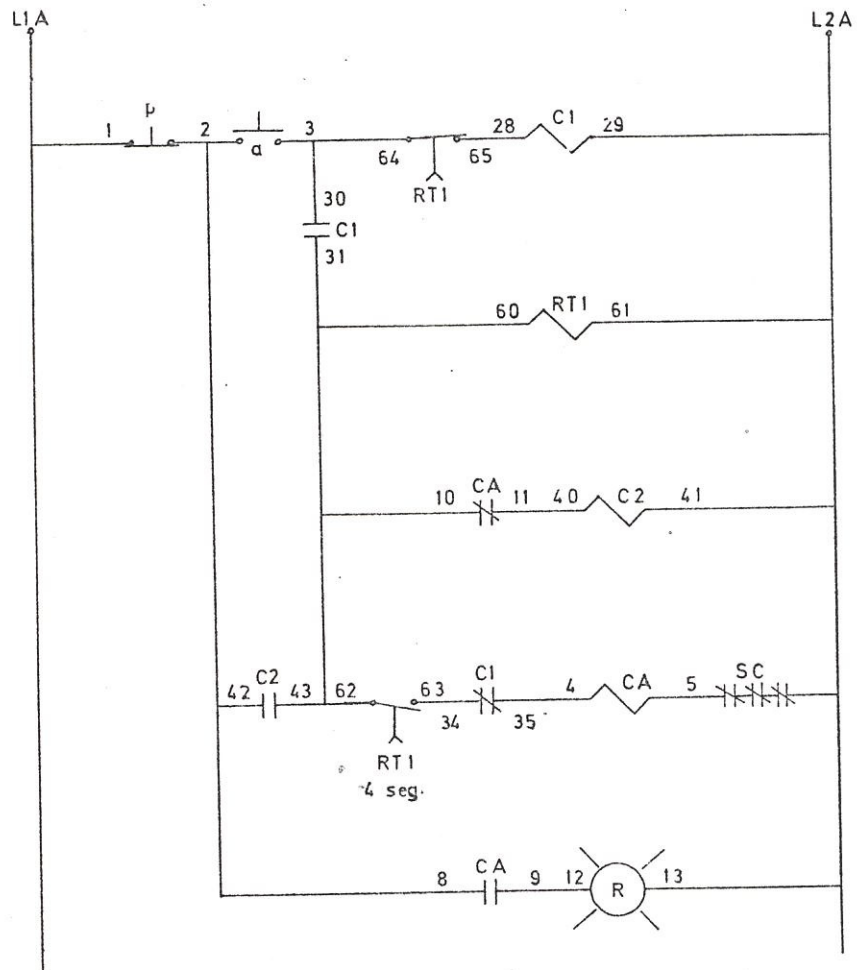 L1A L2A
p
1 2 3 28 C1 29
a
64 65
RT1
30
C1
31
60 RT1 61
10 CA 11 40 C2 41
42 C2 43 62 63 C1 4 CA 5 SC
34 35
RT1
4 seg.
8 CA 9 12 R 13